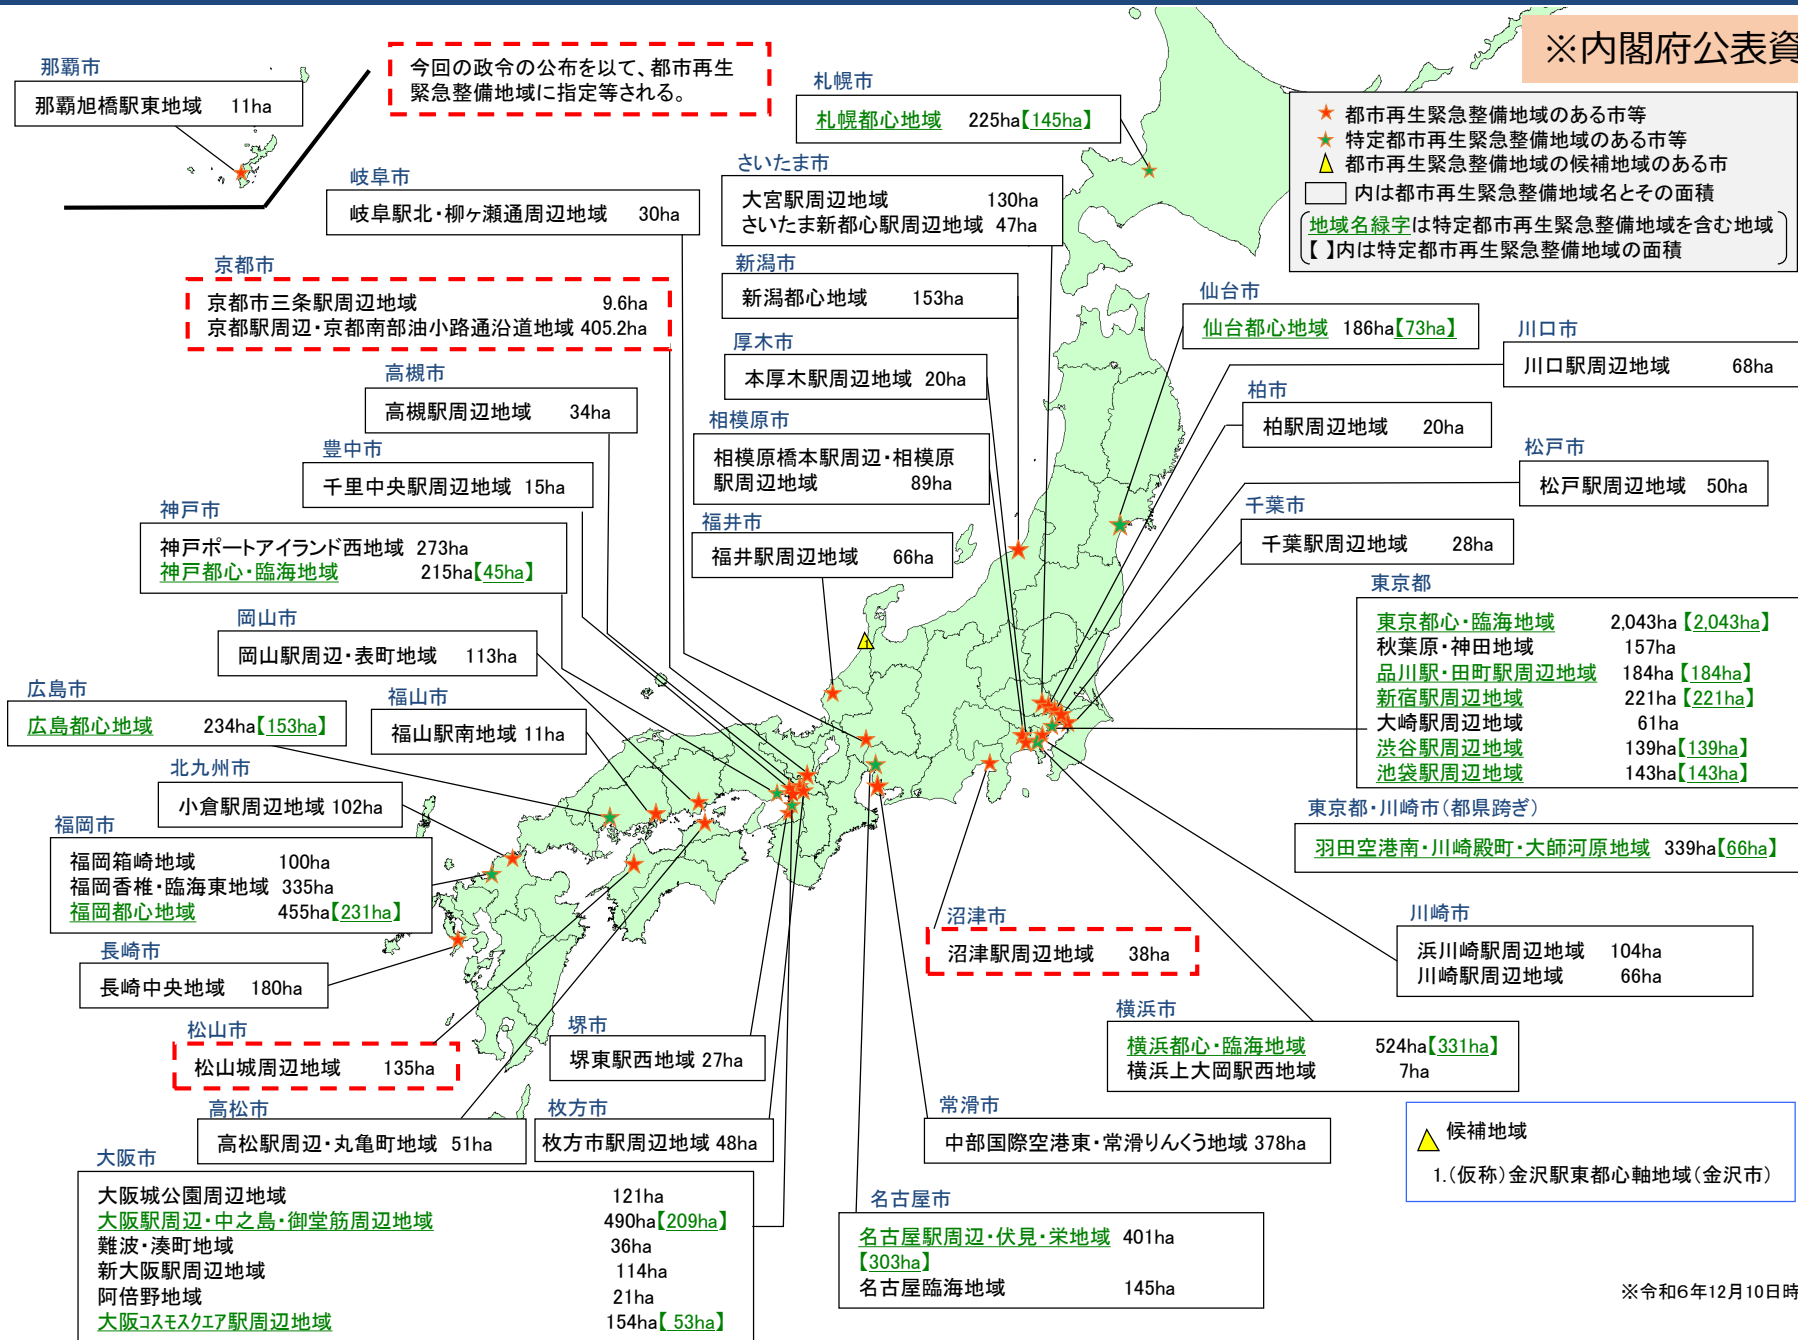 ※内閣府公表資
那覇市
那覇旭橋駅東地域 11ha
今回の政令の公布を以て、都市再生
緊急整備地域に指定等される。
札幌市
札幌都心地域 225ha【145ha】
★ 都市再生緊急整備地域のある市等
★ 特定都市再生緊急整備地域のある市等
△ 都市再生緊急整備地域の候補地域のある市
内は都市再生緊急整備地域名とその面積
地域名緑字は特定都市再生緊急整備地域を含む地域
【 】内は特定都市再生緊急整備地域の面積
岐阜市
岐阜駅北・柳ヶ瀬通周辺地域 30ha
さいたま市
大宮駅周辺地域 130ha
さいたま新都心駅周辺地域 47ha
京都市
京都市三条駅周辺地域 9.6ha
京都駅周辺・京都南部油小路通沿道地域 405.2ha
新潟市
新潟都心地域 153ha
仙台市
仙台都心地域 186ha【73ha】
川口市
川口駅周辺地域 68ha
厚木市
本厚木駅周辺地域 20ha
高槻市
高槻駅周辺地域 34ha
柏市
柏駅周辺地域 20ha
相模原市
相模原橋本駅周辺・相模原
駅周辺地域 89ha
豊中市
千里中央駅周辺地域 15ha
松戸市
松戸駅周辺地域 50ha
神戸市
神戸ポートアイランド西地域 273ha
神戸都心・臨海地域 215ha【45ha】
福井市
福井駅周辺地域 66ha
千葉市
千葉駅周辺地域 28ha
東京都
東京都心・臨海地域 2,043ha【2,043ha】
秋葉原・神田地域 157ha
品川駅・田町駅周辺地域 184ha【184ha】
新宿駅周辺地域 221ha【221ha】
大崎駅周辺地域 61ha
渋谷駅周辺地域 139ha【139ha】
池袋駅周辺地域 143ha【143ha】
岡山市
岡山駅周辺・表町地域 113ha
1
広島市
広島都心地域 234ha【153ha】
福山市
福山駅南地域 11ha
北九州市
小倉駅周辺地域 102ha
東京都・川崎市(都県跨ぎ)
羽田空港南・川崎殿町・大師河原地域 339ha【66ha】
福岡市
福岡箱崎地域 100ha
福岡香椎・臨海東地域 335ha
福岡都心地域 455ha【231ha】
沼津市
沼津駅周辺地域 38ha
川崎市
浜川崎駅周辺地域 104ha
川崎駅周辺地域 66ha
長崎市
長崎中央地域 180ha
横浜市
横浜都心・臨海地域 524ha【331ha】
横浜上大岡駅西地域 7ha
松山市
松山城周辺地域 135ha
堺市
堺東駅西地域 27ha
高松市
高松駅周辺・丸亀町地域 51ha
枚方市
枚方市駅周辺地域 48ha
常滑市
中部国際空港東・常滑りんくう地域 378ha
△ 候補地域
1.(仮称)金沢駅東都心軸地域(金沢市)
大阪市
大阪城公園周辺地域 121ha
大阪駅周辺・中之島・御堂筋周辺地域 490ha【209ha】
難波・湊町地域 36ha
新大阪駅周辺地域 114ha
阿倍野地域 21ha
大阪コスモスクエア駅周辺地域 154ha【 53ha】
名古屋市
名古屋駅周辺・伏見・栄地域 401ha
【303ha】
名古屋臨海地域 145ha
※令和6年12月10日時